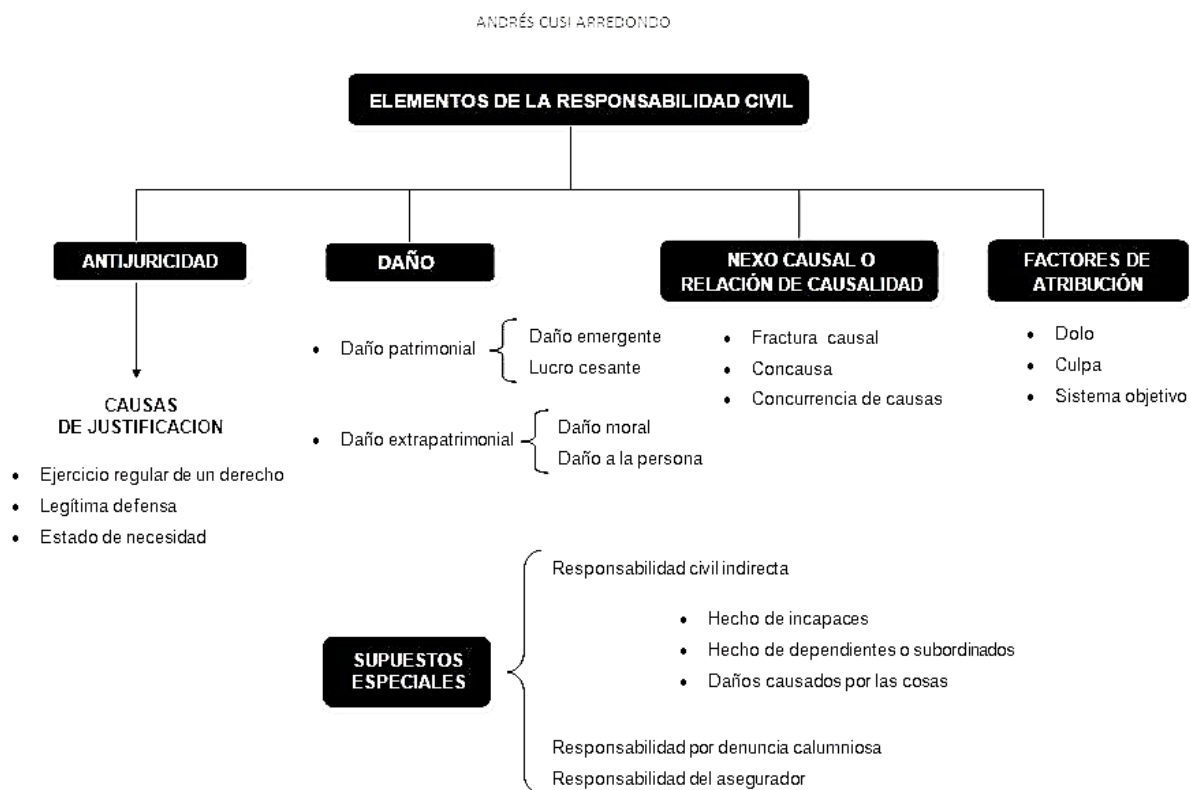 ANDRÉS CUSI ARREDONDO
ELEMENTOS DE LA RESPONSABILIDAD CIVIL
ANTIJURICIDAD
CAUSAS
DE JUSTIFICACION
• Ejercicio regular de un derecho
• Legítima defensa
• Estado de necesidad
DAÑO
• Daño patrimonial
Daño emergente
Lucro cesante
• Daño extrapatrimonial
Daño moral
Daño a la persona
NEXO CAUSAL O
RELACIÓN DE CAUSALIDAD
• Fractura causal
• Concausa
• Concurrencia de causas
FACTORES DE
ATRIBUCIÓN
• Dolo
• Culpa
• Sistema objetivo
SUPUESTOS
ESPECIALES
Responsabilidad civil indirecta
• Hecho de incapaces
• Hecho de dependientes o subordinados
• Daños causados por las cosas
Responsabilidad por denuncia calumniosa
Responsabilidad del asegurador